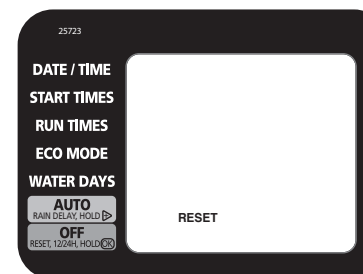 25723
DATE / TIME
START TIMES
RUN TIMES
ECO MODE
WATER DAYS
AUTO
RAIN DELAY, HOLD ▷
OFF
RESET, 12/24H, HOLD OK
RESET